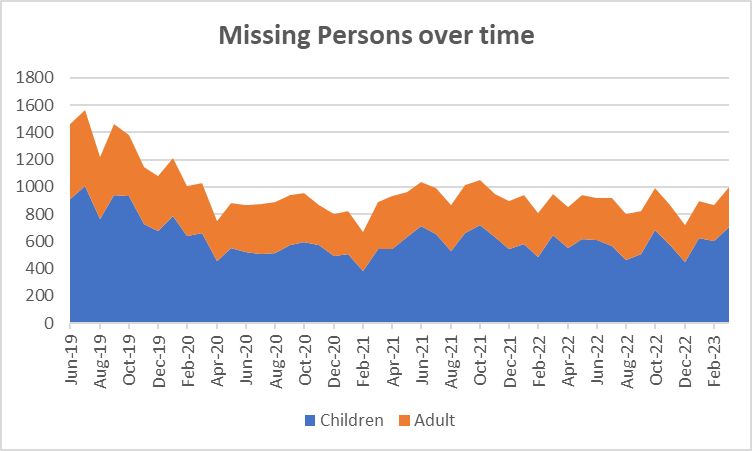 Missing Persons over time
1800
1600
1400
1200
1000
800
600
400
200
0
Jun-19
Aug-19
Oct-19
Dec-19
Feb-20
Apr-20
Jun-20
Aug-20
Oct-20
Dec-20
Feb-21
Apr-21
Jun-21
Aug-21
Oct-21
Dec-21
Feb-22
Apr-22
Jun-22
Aug-22
Oct-22
Dec-22
Feb-23
Children Adult